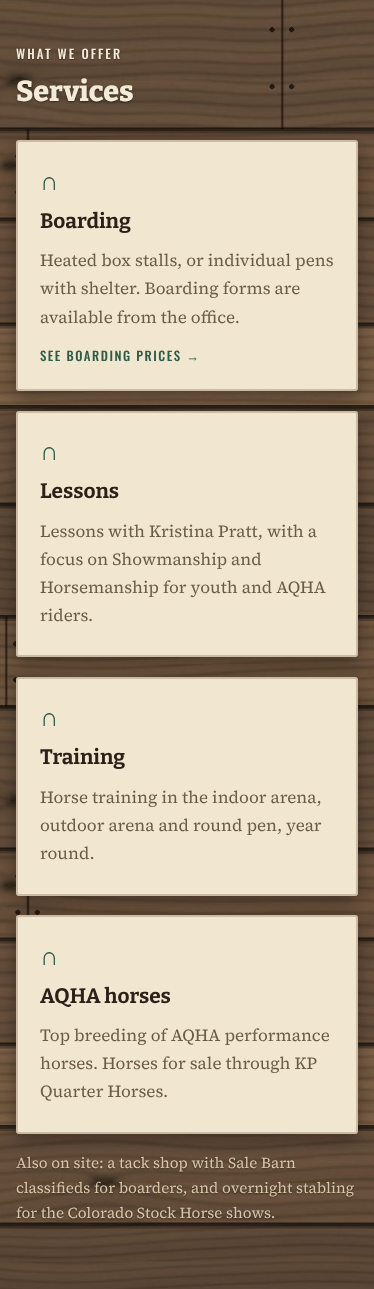 WHAT WE OFFER
Services
Boarding
Heated box stalls, or individual pens
with shelter. Boarding forms are
available from the office.
SEE BOARDING PRICES →
Lessons
Lessons with Kristina Pratt, with a
focus on Showmanship and
Horsemanship for youth and AQHA
riders.
Training
Horse training in the indoor arena,
outdoor arena and round pen, year
round.
AQHA horses
Top breeding of AQHA performance
horses. Horses for sale through KP
Quarter Horses.
Also on site: a tack shop with Sale Barn
classifieds for boarders, and overnight stabling
for the Colorado Stock Horse shows.